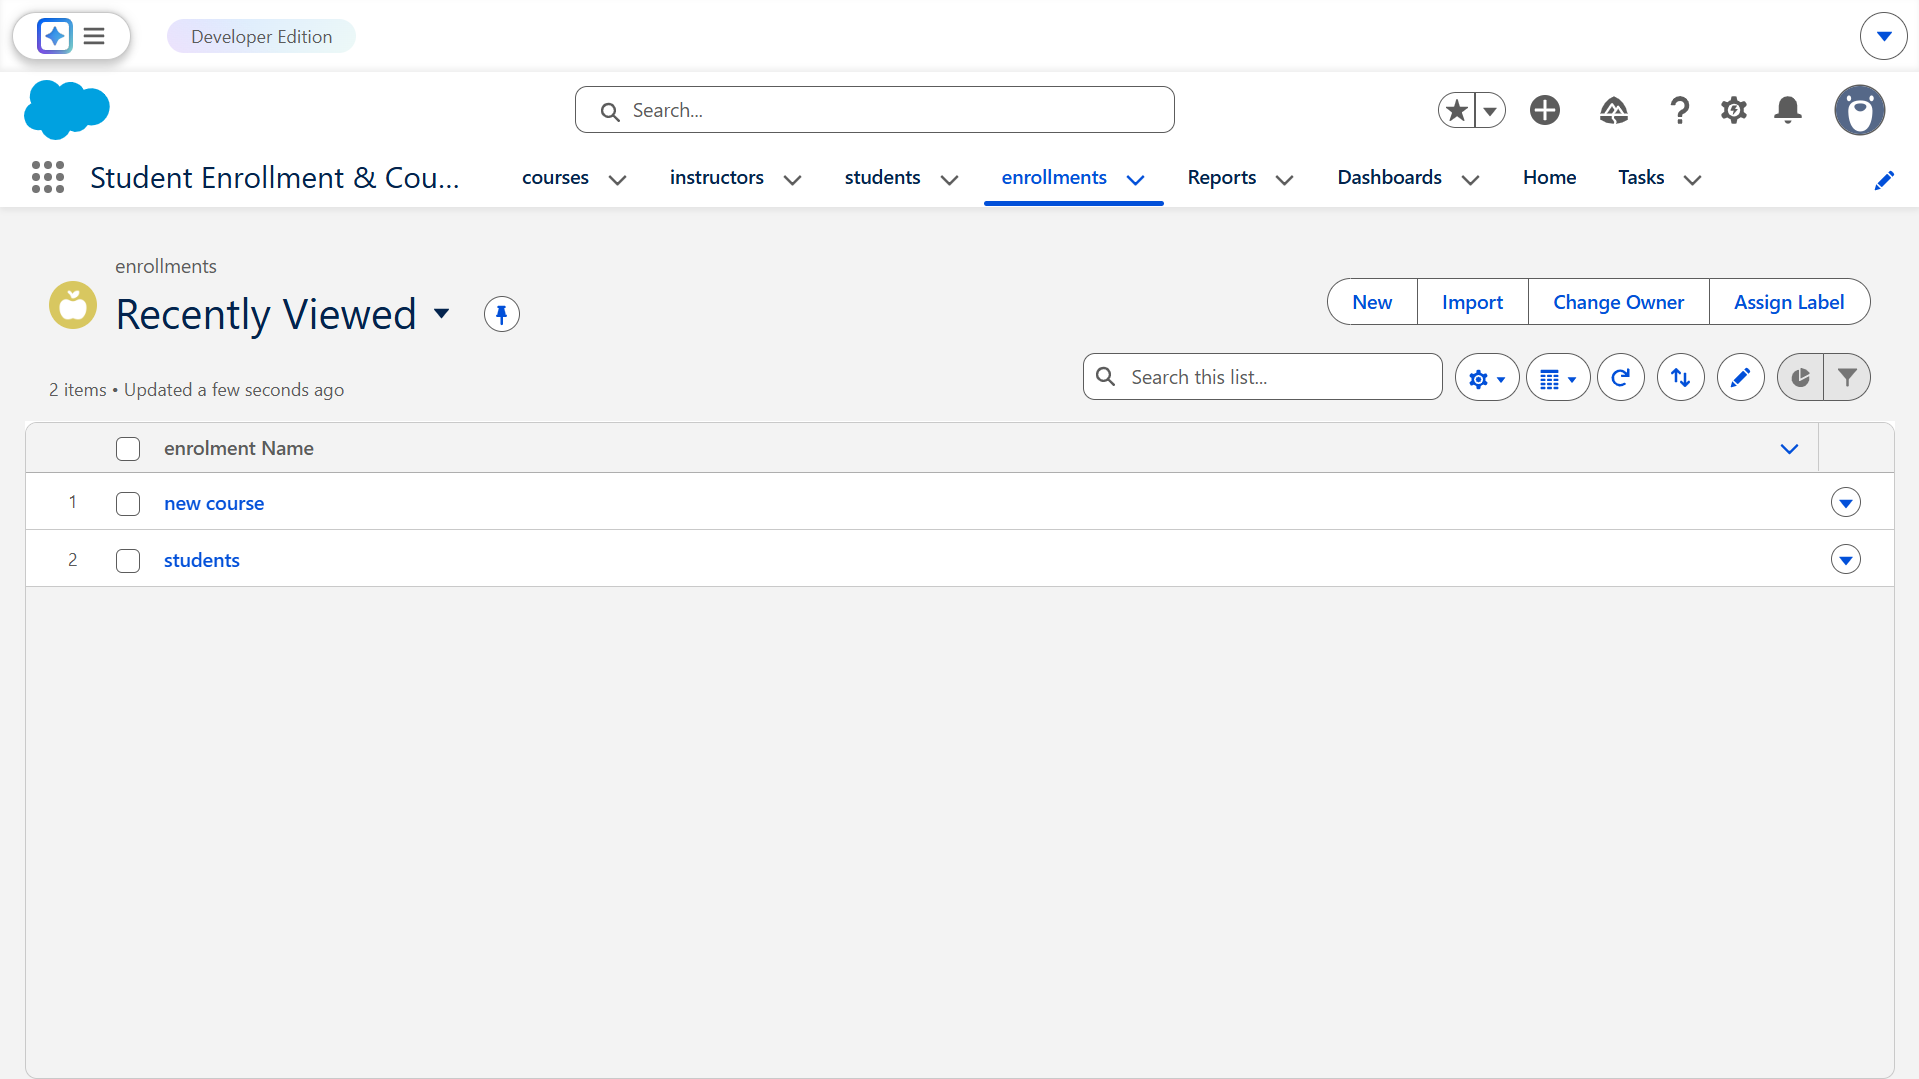 Developer Edition
Search...
Student Enrollment & Cou... courses instructors students enrollments Reports Dashboards Home Tasks
enrollments
Recently Viewed
New Import Change Owner Assign Label
2 items • Updated a few seconds ago
Search this list...
enrolment Name
1 new course
2 students